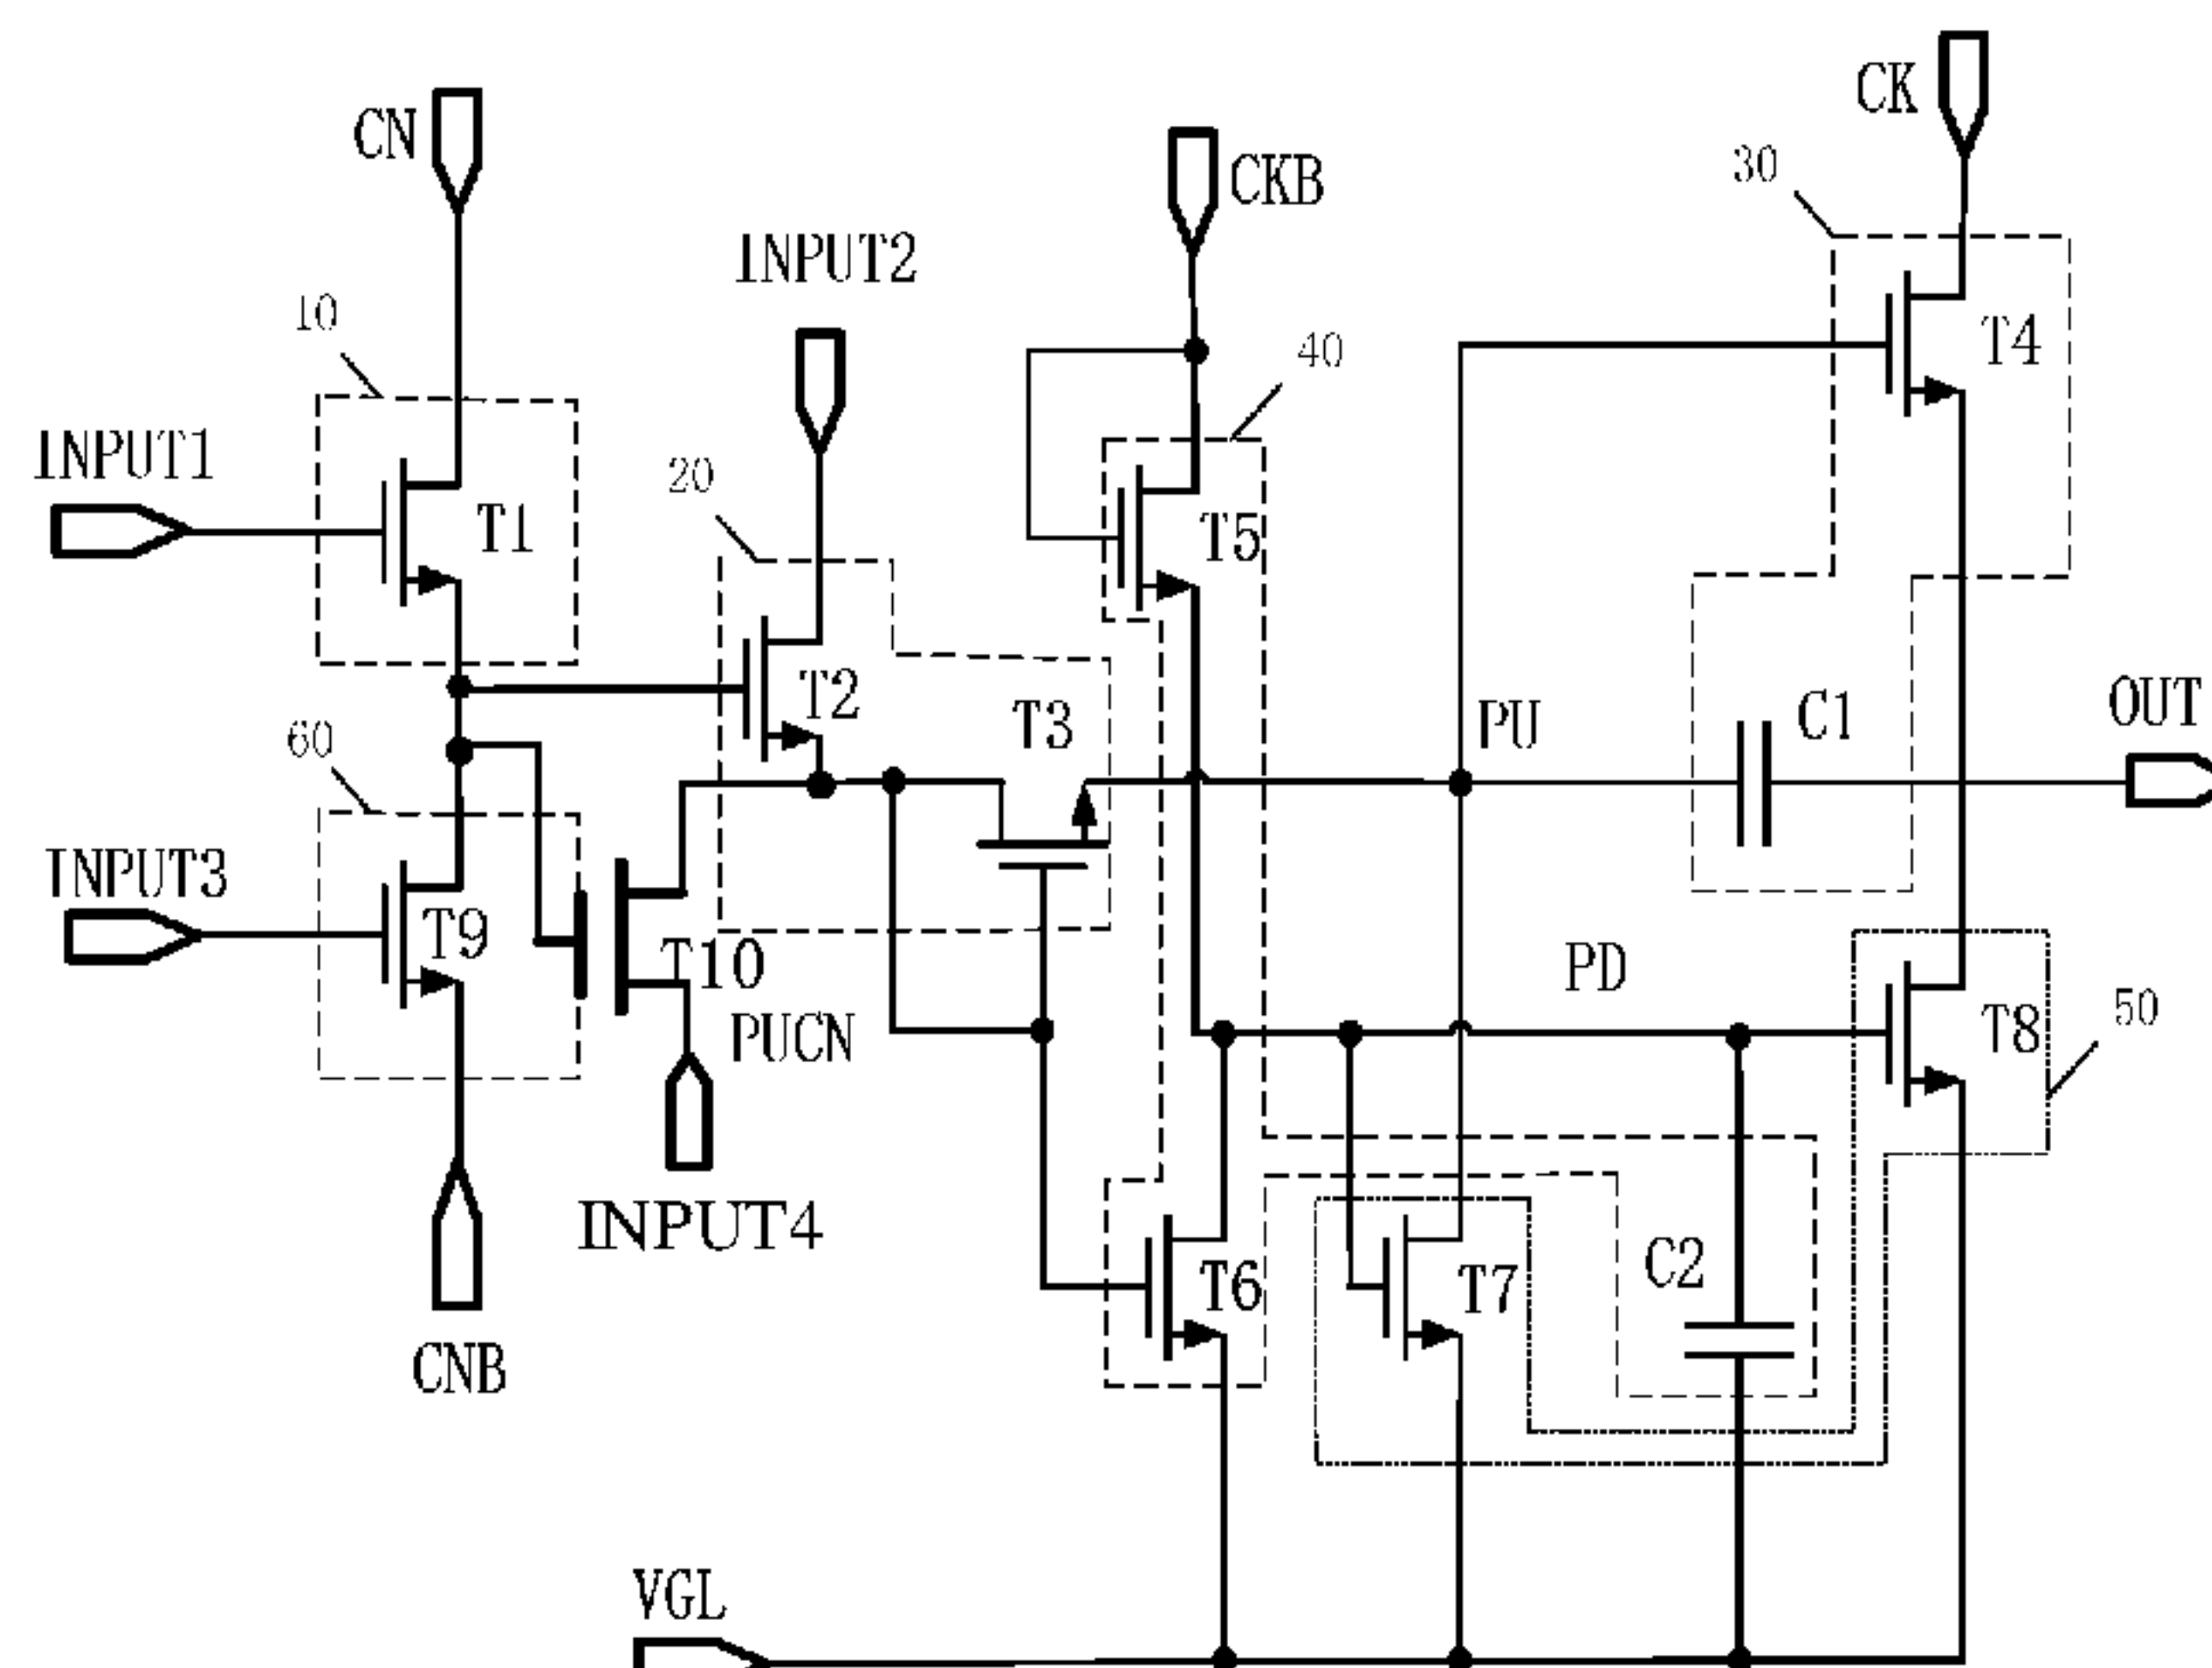 CK
CN
30
CKB
INPUT2
10
T4
40
INPUT1
20
T1
T5
T2
T3
PU
C1
OUT
60
INPUT3
T9
T10
PD
PUCN
T8
50
INPUT4
T6
T7
C2
CNB
VGL